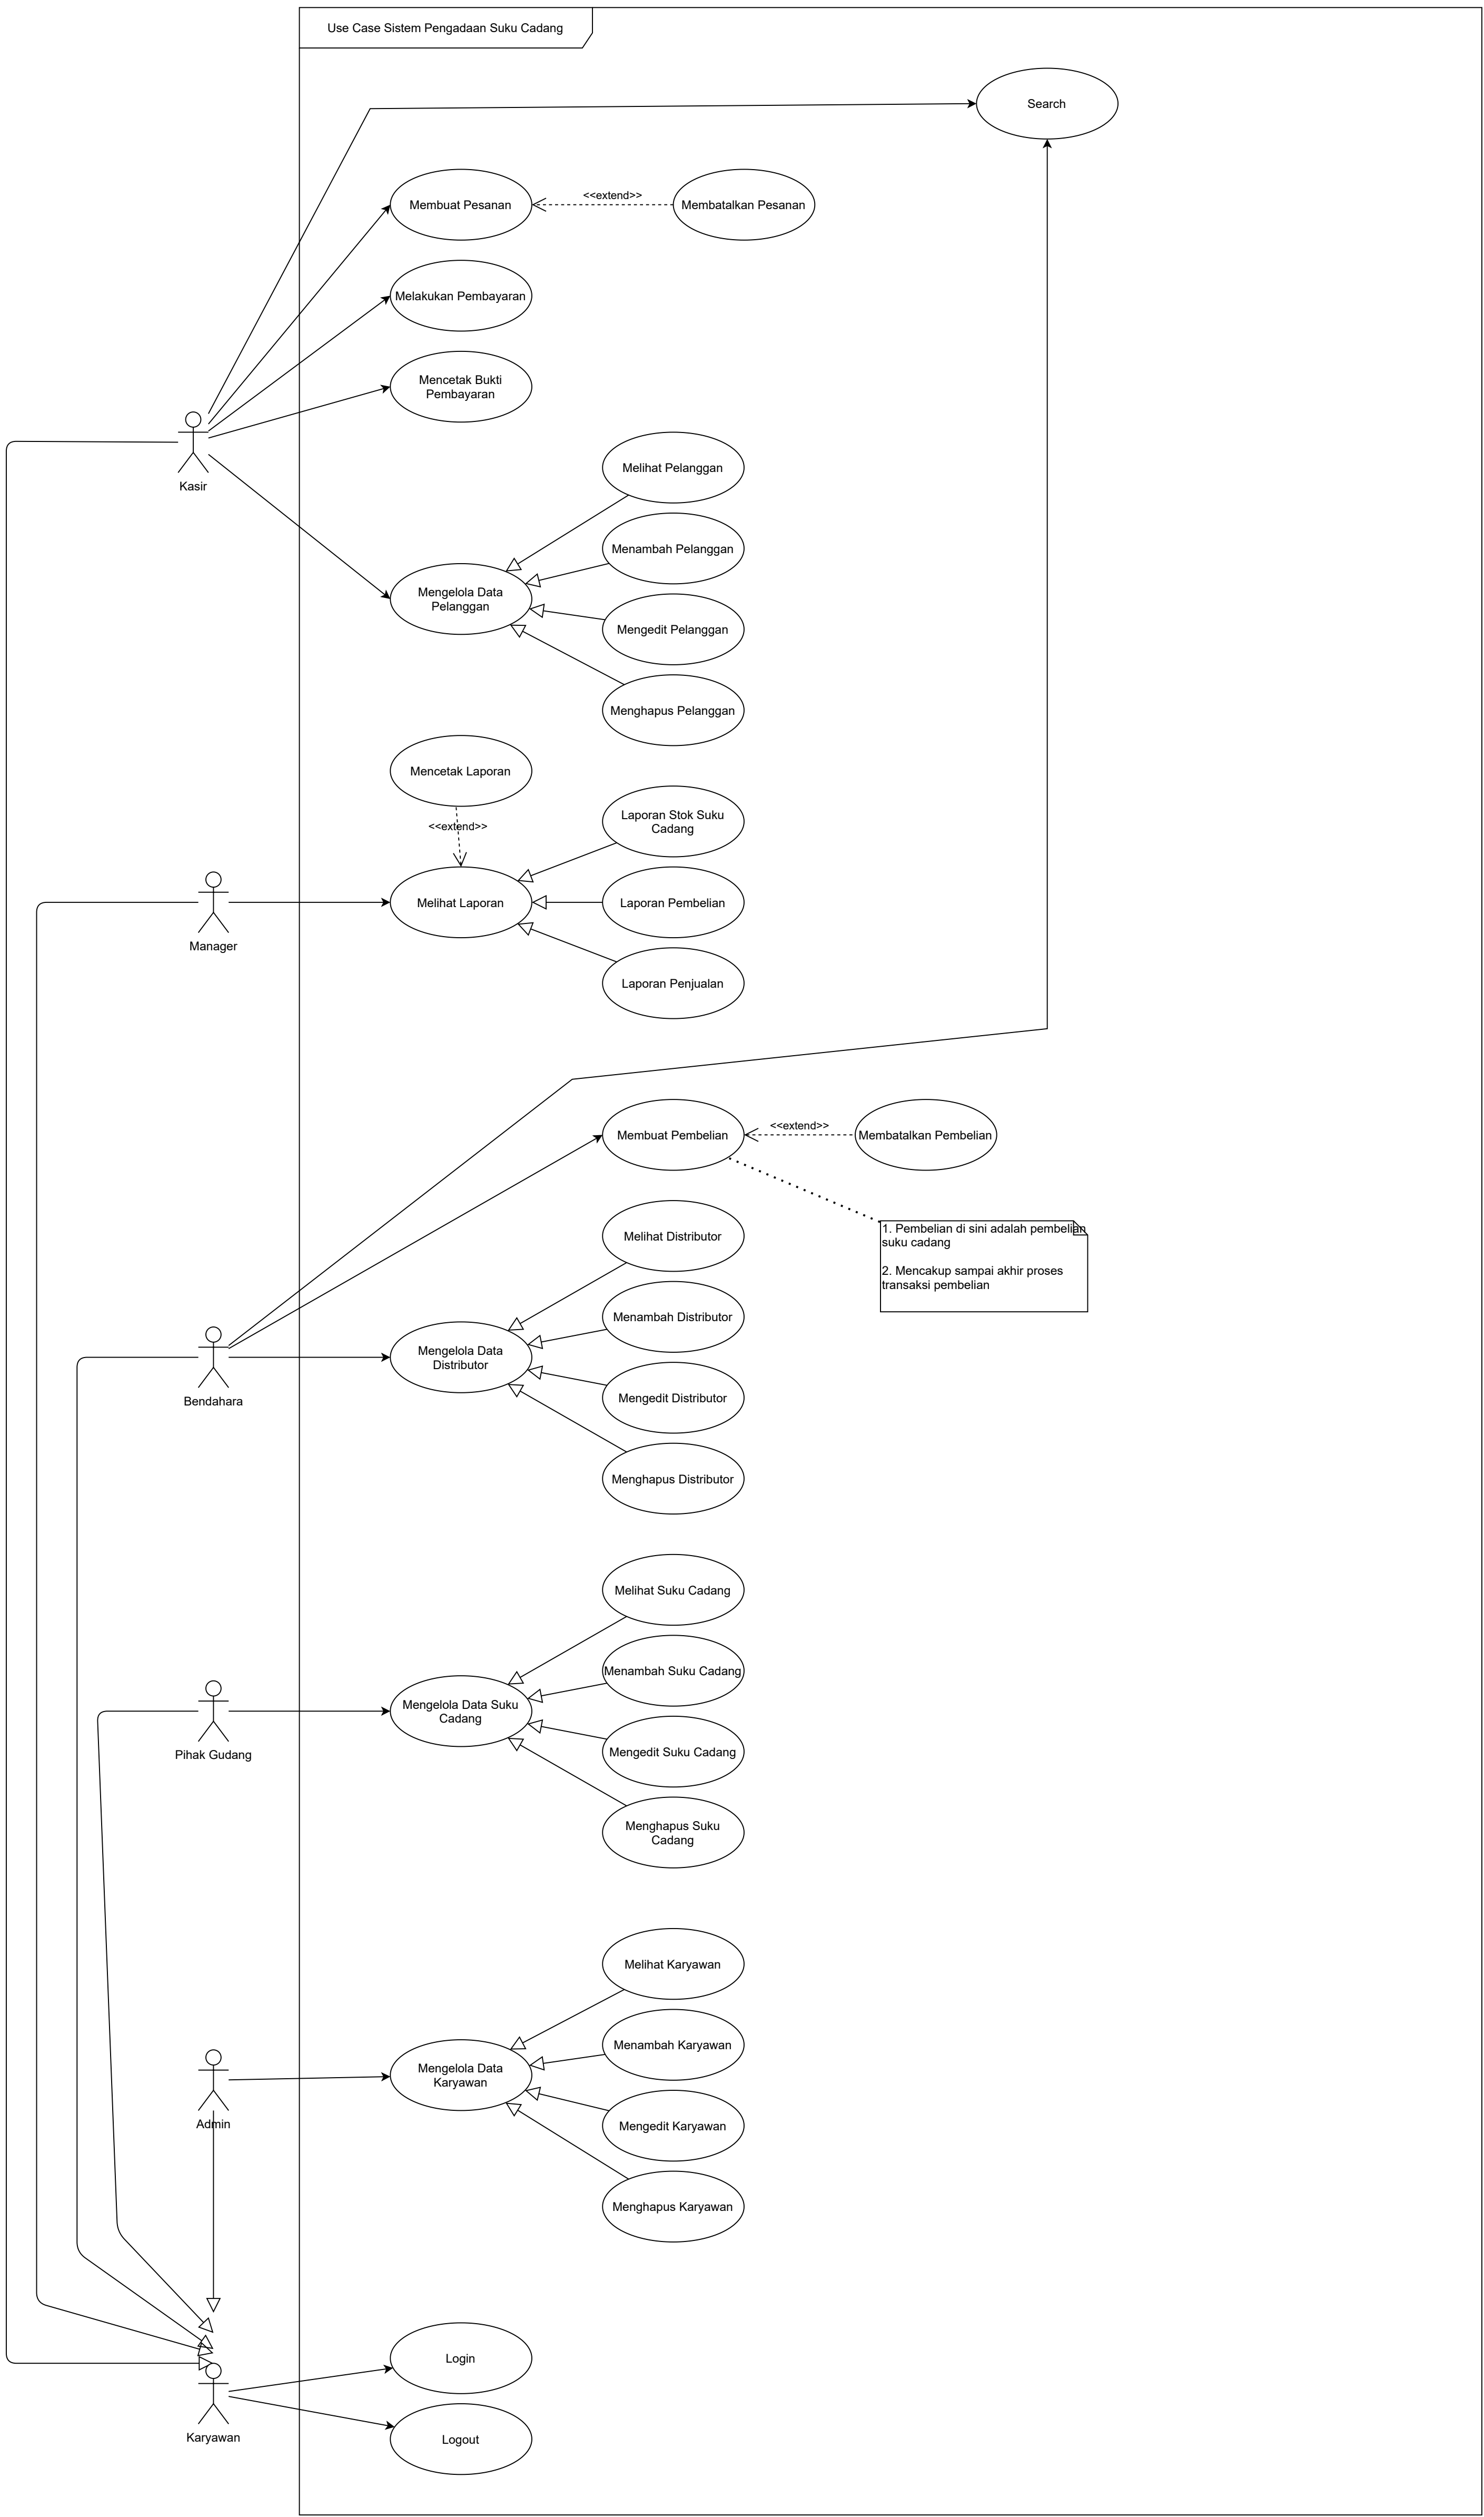 Use Case Sistem Pengadaan Suku Cadang
Search
Membuat Pesanan
<<extend>>
Membatalkan Pesanan
Melakukan Pembayaran
Mencetak Bukti
Pembayaran
Kasir
Melihat Pelanggan
Menambah Pelanggan
Mengelola Data
Pelanggan
Mengedit Pelanggan
Menghapus Pelanggan
Mencetak Laporan
<<extend>>
Laporan Stok Suku
Cadang
Melihat Laporan
Laporan Pembelian
Manager
Laporan Penjualan
Membuat Pembelian
<<extend>>
Membatalkan Pembelian
1. Pembelian di sini adalah pembelian
suku cadang
2. Mencakup sampai akhir proses
transaksi pembelian
Melihat Distributor
Menambah Distributor
Mengelola Data
Distributor
Bendahara
Mengedit Distributor
Menghapus Distributor
Melihat Suku Cadang
Menambah Suku Cadang
Mengelola Data Suku
Cadang
Pihak Gudang
Mengedit Suku Cadang
Menghapus Suku
Cadang
Melihat Karyawan
Menambah Karyawan
Mengelola Data
Karyawan
Admin
Mengedit Karyawan
Menghapus Karyawan
Login
Karyawan
Logout